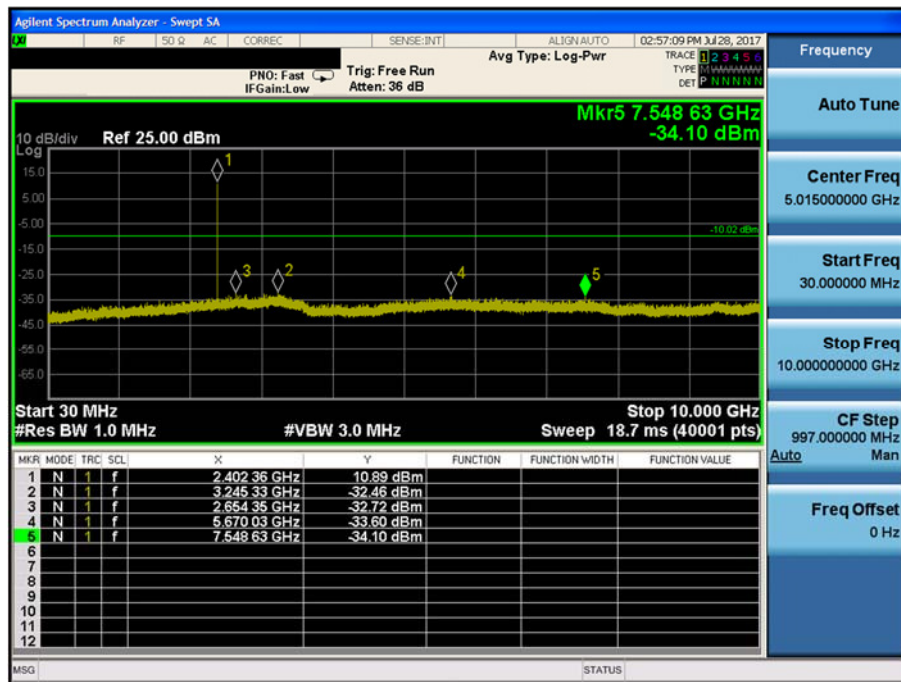 Agilent Spectrum Analyzer - Swept SA
LXI RF 50 Ω AC CORREC SENSE:INT ALIGN AUTO 02:57:09 PM Jul 28, 2017
Avg Type: Log-Pwr TRACE 1 2 3 4 5 6
PNO: Fast Trig: Free Run TYPE M W W W W W
IFGain:Low Atten: 36 dB DET P N N N N N
Frequency
Mkr5 7.548 63 GHz
-34.10 dBm
10 dB/div Ref 25.00 dBm
Log
1
15.0
5.00
-5.00
-10.02 dBm
-15.0
-25.0
3 2 4 5
-35.0
-45.0
-55.0
-65.0
Start 30 MHz Stop 10.000 GHz
#Res BW 1.0 MHz #VBW 3.0 MHz Sweep 18.7 ms (40001 pts)
MKR MODE TRC SCL X Y FUNCTION FUNCTION WIDTH FUNCTION VALUE
1 N 1 f 2.402 36 GHz 10.89 dBm
2 N 1 f 3.245 33 GHz -32.46 dBm
3 N 1 f 2.654 35 GHz -32.72 dBm
4 N 1 f 5.670 03 GHz -33.60 dBm
5 N 1 f 7.548 63 GHz -34.10 dBm
6
7
8
9
10
11
12
MSG STATUS
Auto Tune
Center Freq
5.015000000 GHz
Start Freq
30.000000 MHz
Stop Freq
10.000000000 GHz
CF Step
997.000000 MHz
Auto Man
Freq Offset
0 Hz